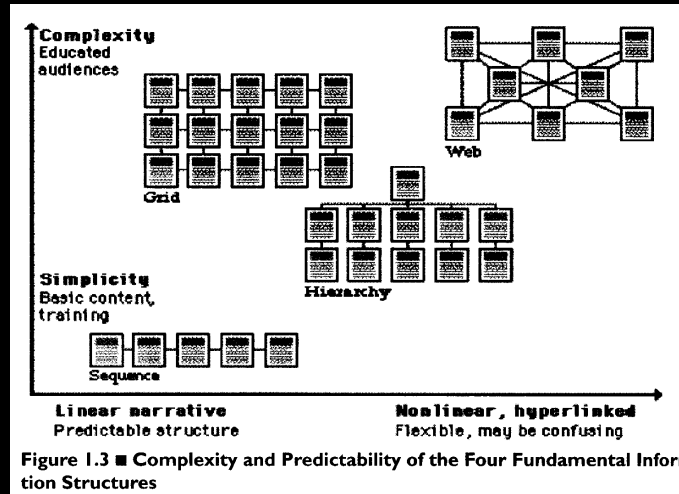 Complexity
Educated
audiences
Web
Grid
Simplicity
Basic content,
training
Hierarchy
Sequence
Linear narrative
Predictable structure
Nonlinear, hyperlinked
Flexible, may be confusing
Figure 1.3 ■ Complexity and Predictability of the Four Fundamental Infor
tion Structures